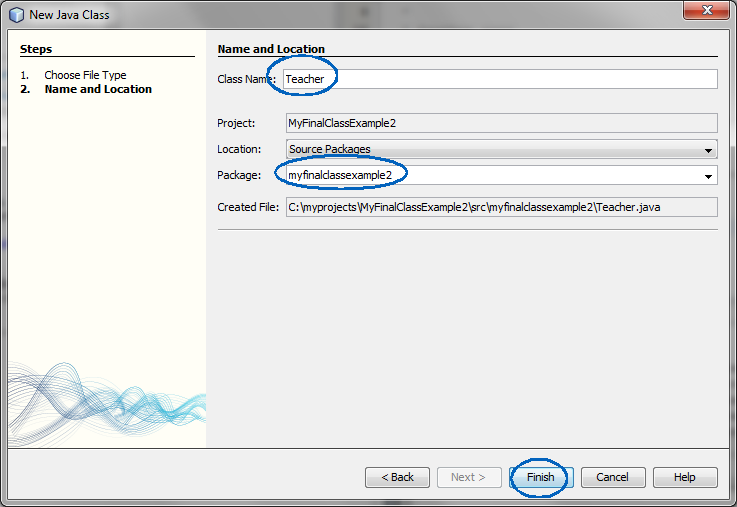 New Java Class
Steps
1. Choose File Type
2. Name and Location
Name and Location
Class Name: Teacher
Project: MyFinalClassExample2
Location: Source Packages
Package: myfinalclassexample2
Created File: C:\myprojects\MyFinalClassExample2\src\myfinalclassexample2\Teacher.java
< Back Next > Finish Cancel Help